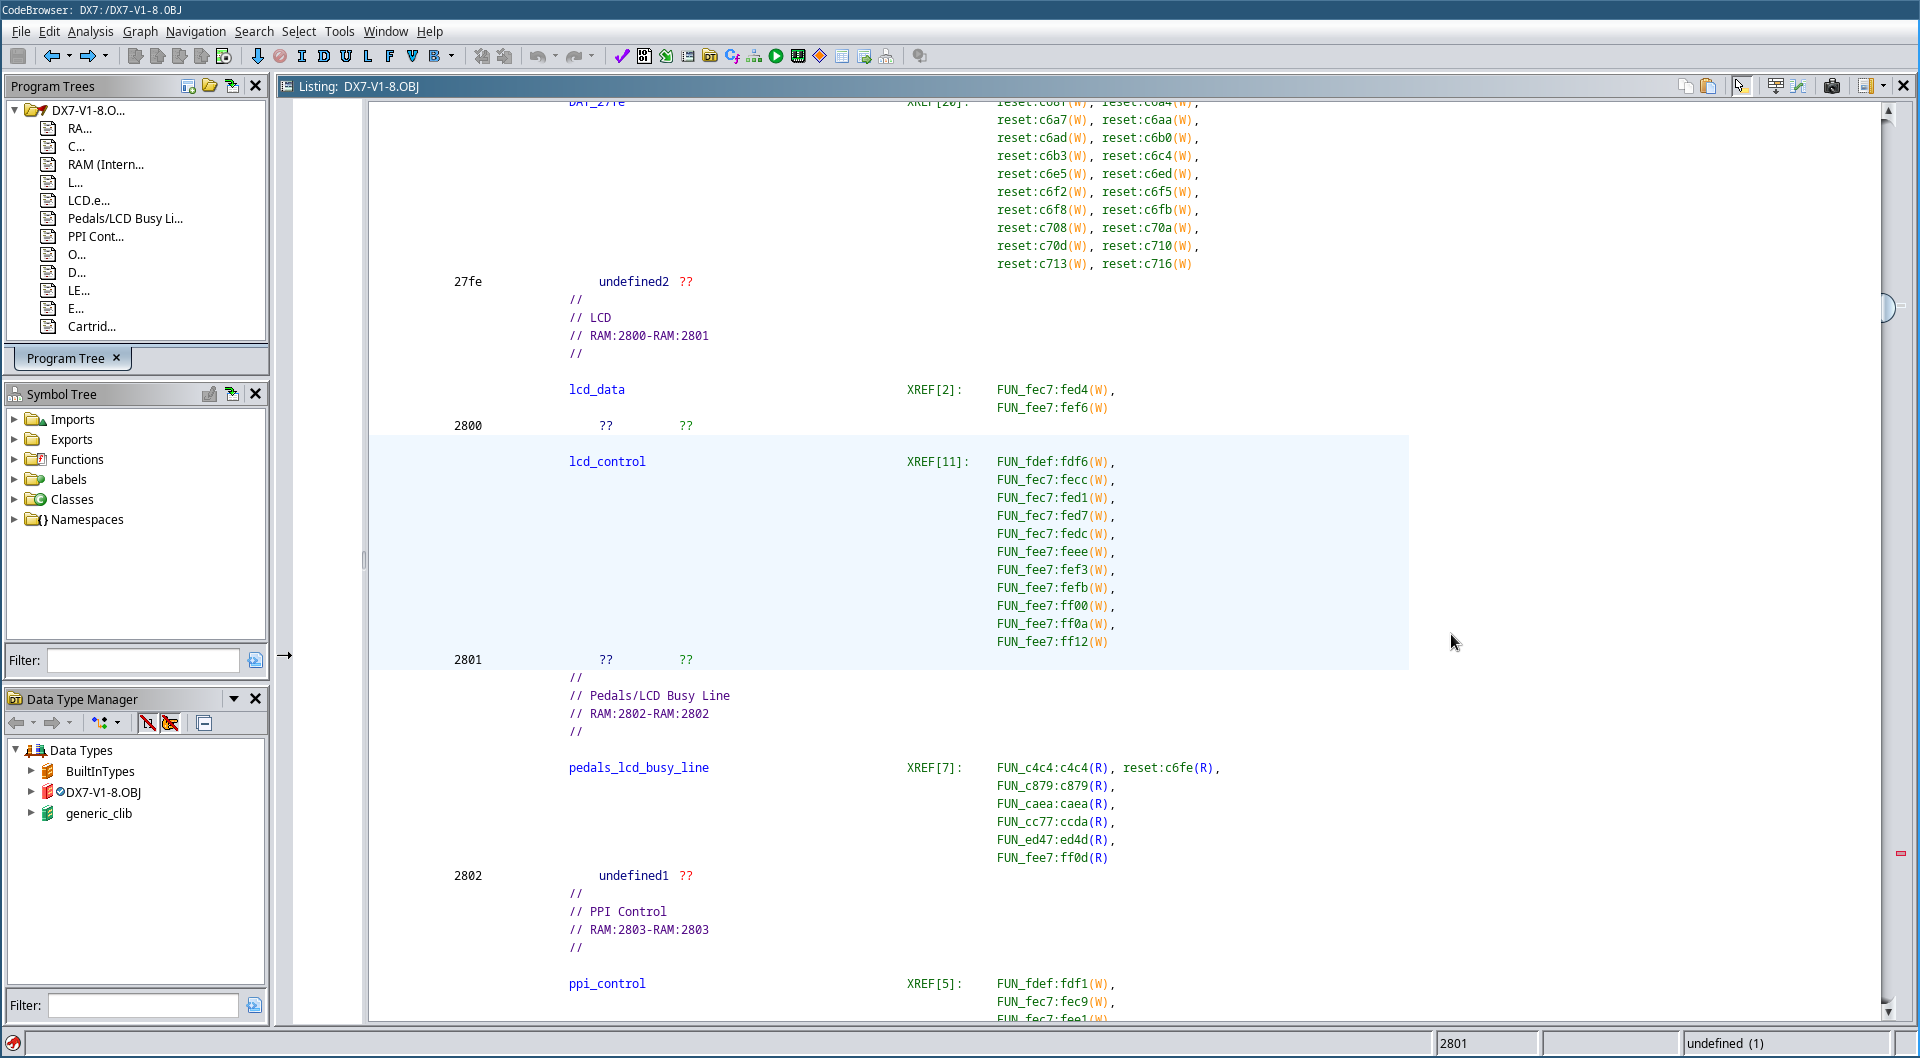 CodeBrowser: DX7:/DX7-V1-8.OBJ
File Edit Analysis Graph Navigation Search Select Tools Window Help
I D U L F V B
Program Trees
DX7-V1-8.O...
RA...
C...
RAM (Intern...
L...
LCD.e...
Pedals/LCD Busy Li...
PPI Cont...
O...
D...
LE...
E...
Cartrid...
Program Tree
Symbol Tree
Imports
Exports
Functions
Labels
Classes
Namespaces
Filter:
Data Type Manager
Data Types
BuiltInTypes
DX7-V1-8.OBJ
generic_clib
Filter:
Listing: DX7-V1-8.OBJ
DAT_27fe XREF[20]: reset:c68f(W), reset:c6a4(W),
reset:c6a7(W), reset:c6aa(W),
reset:c6ad(W), reset:c6b0(W),
reset:c6b3(W), reset:c6c4(W),
reset:c6e5(W), reset:c6ed(W),
reset:c6f2(W), reset:c6f5(W),
reset:c6f8(W), reset:c6fb(W),
reset:c708(W), reset:c70a(W),
reset:c70d(W), reset:c710(W),
reset:c713(W), reset:c716(W)
27fe undefined2 ??
//
// LCD
// RAM:2800-RAM:2801
//
lcd_data XREF[2]: FUN_fec7:fed4(W),
FUN_fee7:fef6(W)
2800 ?? ??
lcd_control XREF[11]: FUN_fdef:fdf6(W),
FUN_fec7:fecc(W),
FUN_fec7:fed1(W),
FUN_fec7:fed7(W),
FUN_fec7:fedc(W),
FUN_fee7:feee(W),
FUN_fee7:fef3(W),
FUN_fee7:fefb(W),
FUN_fee7:ff00(W),
FUN_fee7:ff0a(W),
FUN_fee7:ff12(W)
2801 ?? ??
//
// Pedals/LCD Busy Line
// RAM:2802-RAM:2802
//
pedals_lcd_busy_line XREF[7]: FUN_c4c4:c4c4(R), reset:c6fe(R),
FUN_c879:c879(R),
FUN_caea:caea(R),
FUN_cc77:ccda(R),
FUN_ed47:ed4d(R),
FUN_fee7:ff0d(R)
2802 undefined1 ??
//
// PPI Control
// RAM:2803-RAM:2803
//
ppi_control XREF[5]: FUN_fdef:fdf1(W),
FUN_fec7:fec9(W),
FUN_fec7:fee1(W)
2801 undefined (1)